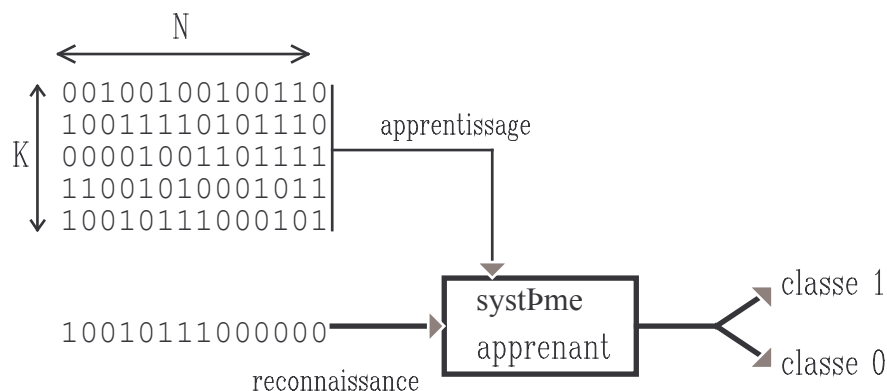 N
K
00100100100110
10011110101110
00001001101111
11001010001011
10010111000101
apprentissage
systÞme
apprenant
classe 1
classe 0
10010111000000
reconnaissance